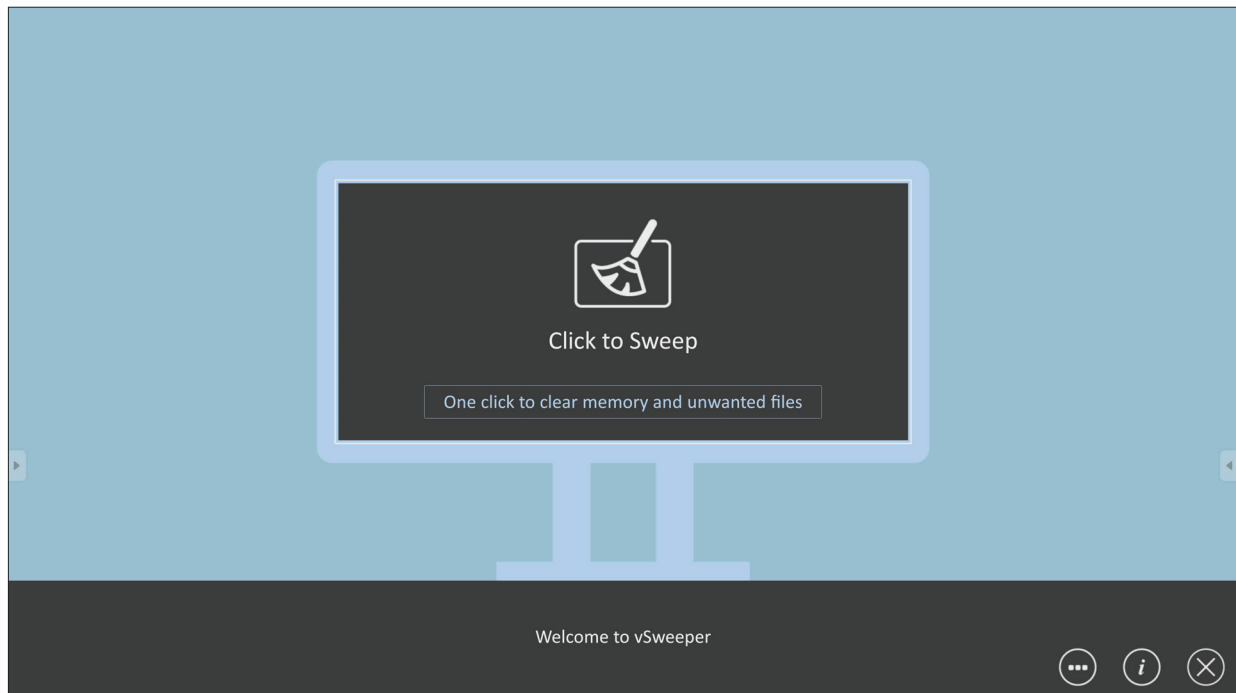 Click to Sweep
One click to clear memory and unwanted files
Welcome to vSweeper
i